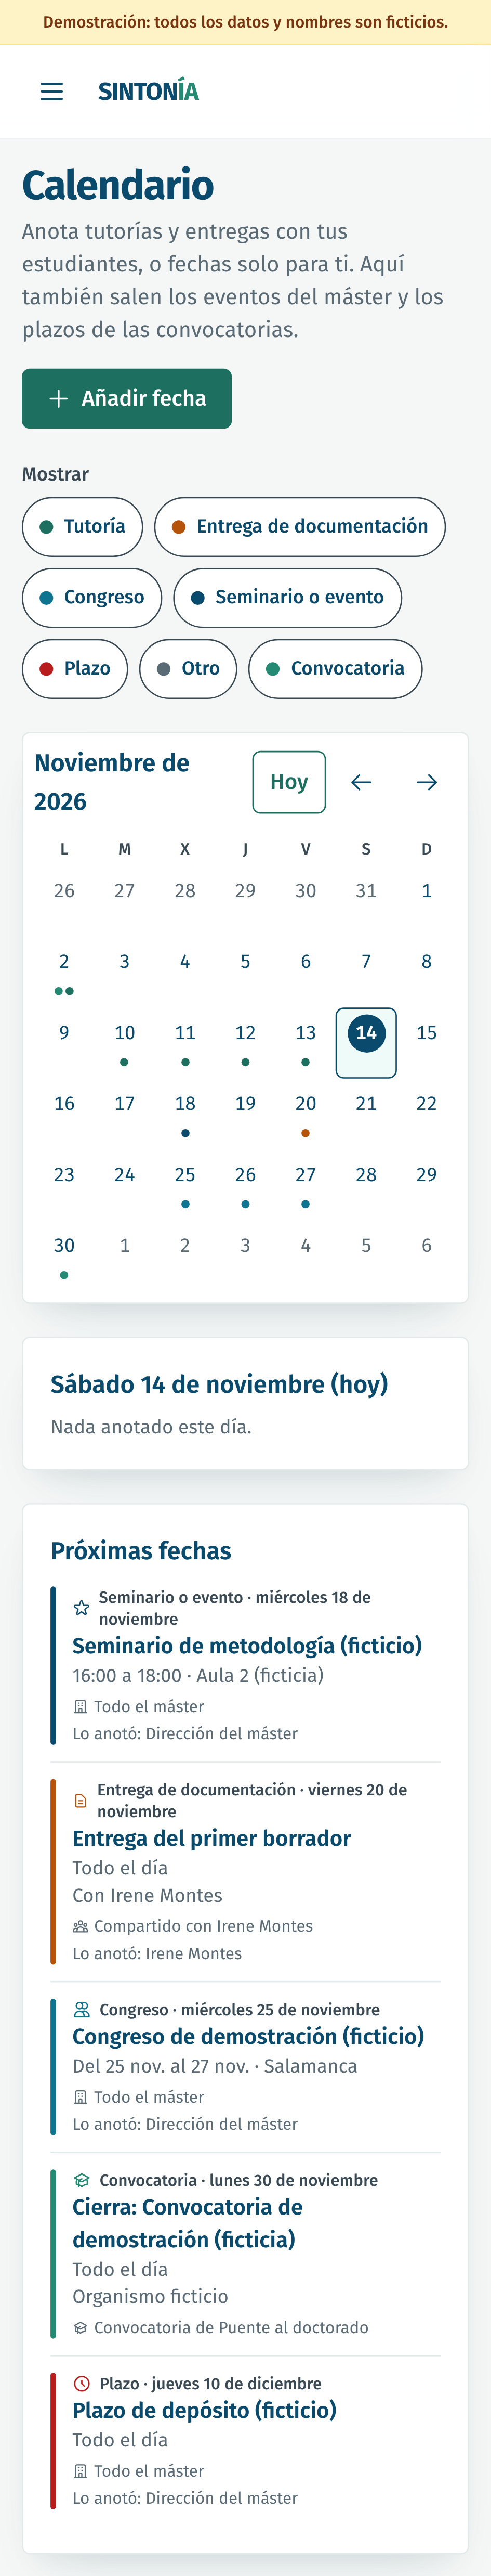 Demostración: todos los datos y nombres son ficticios.
SINTONÍA
Calendario
Anota tutorías y entregas con tus
estudiantes, o fechas solo para ti. Aquí
también salen los eventos del máster y los
plazos de las convocatorias.
Añadir fecha
Mostrar
Tutoría
Entrega de documentación
Congreso
Seminario o evento
Plazo
Otro
Convocatoria
Noviembre de
2026
Hoy
L M X J V S D
26 27 28 29 30 31 1
2 3 4 5 6 7 8
9 10 11 12 13 14 15
16 17 18 19 20 21 22
23 24 25 26 27 28 29
30 1 2 3 4 5 6
Sábado 14 de noviembre (hoy)
Nada anotado este día.
Próximas fechas
Seminario o evento · miércoles 18 de
noviembre
Seminario de metodología (ficticio)
16:00 a 18:00 · Aula 2 (ficticia)
Todo el máster
Lo anotó: Dirección del máster
Entrega de documentación · viernes 20 de
noviembre
Entrega del primer borrador
Todo el día
Con Irene Montes
Compartido con Irene Montes
Lo anotó: Irene Montes
Congreso · miércoles 25 de noviembre
Congreso de demostración (ficticio)
Del 25 nov. al 27 nov. · Salamanca
Todo el máster
Lo anotó: Dirección del máster
Convocatoria · lunes 30 de noviembre
Cierra: Convocatoria de
demostración (ficticia)
Todo el día
Organismo ficticio
Convocatoria de Puente al doctorado
Plazo · jueves 10 de diciembre
Plazo de depósito (ficticio)
Todo el día
Todo el máster
Lo anotó: Dirección del máster